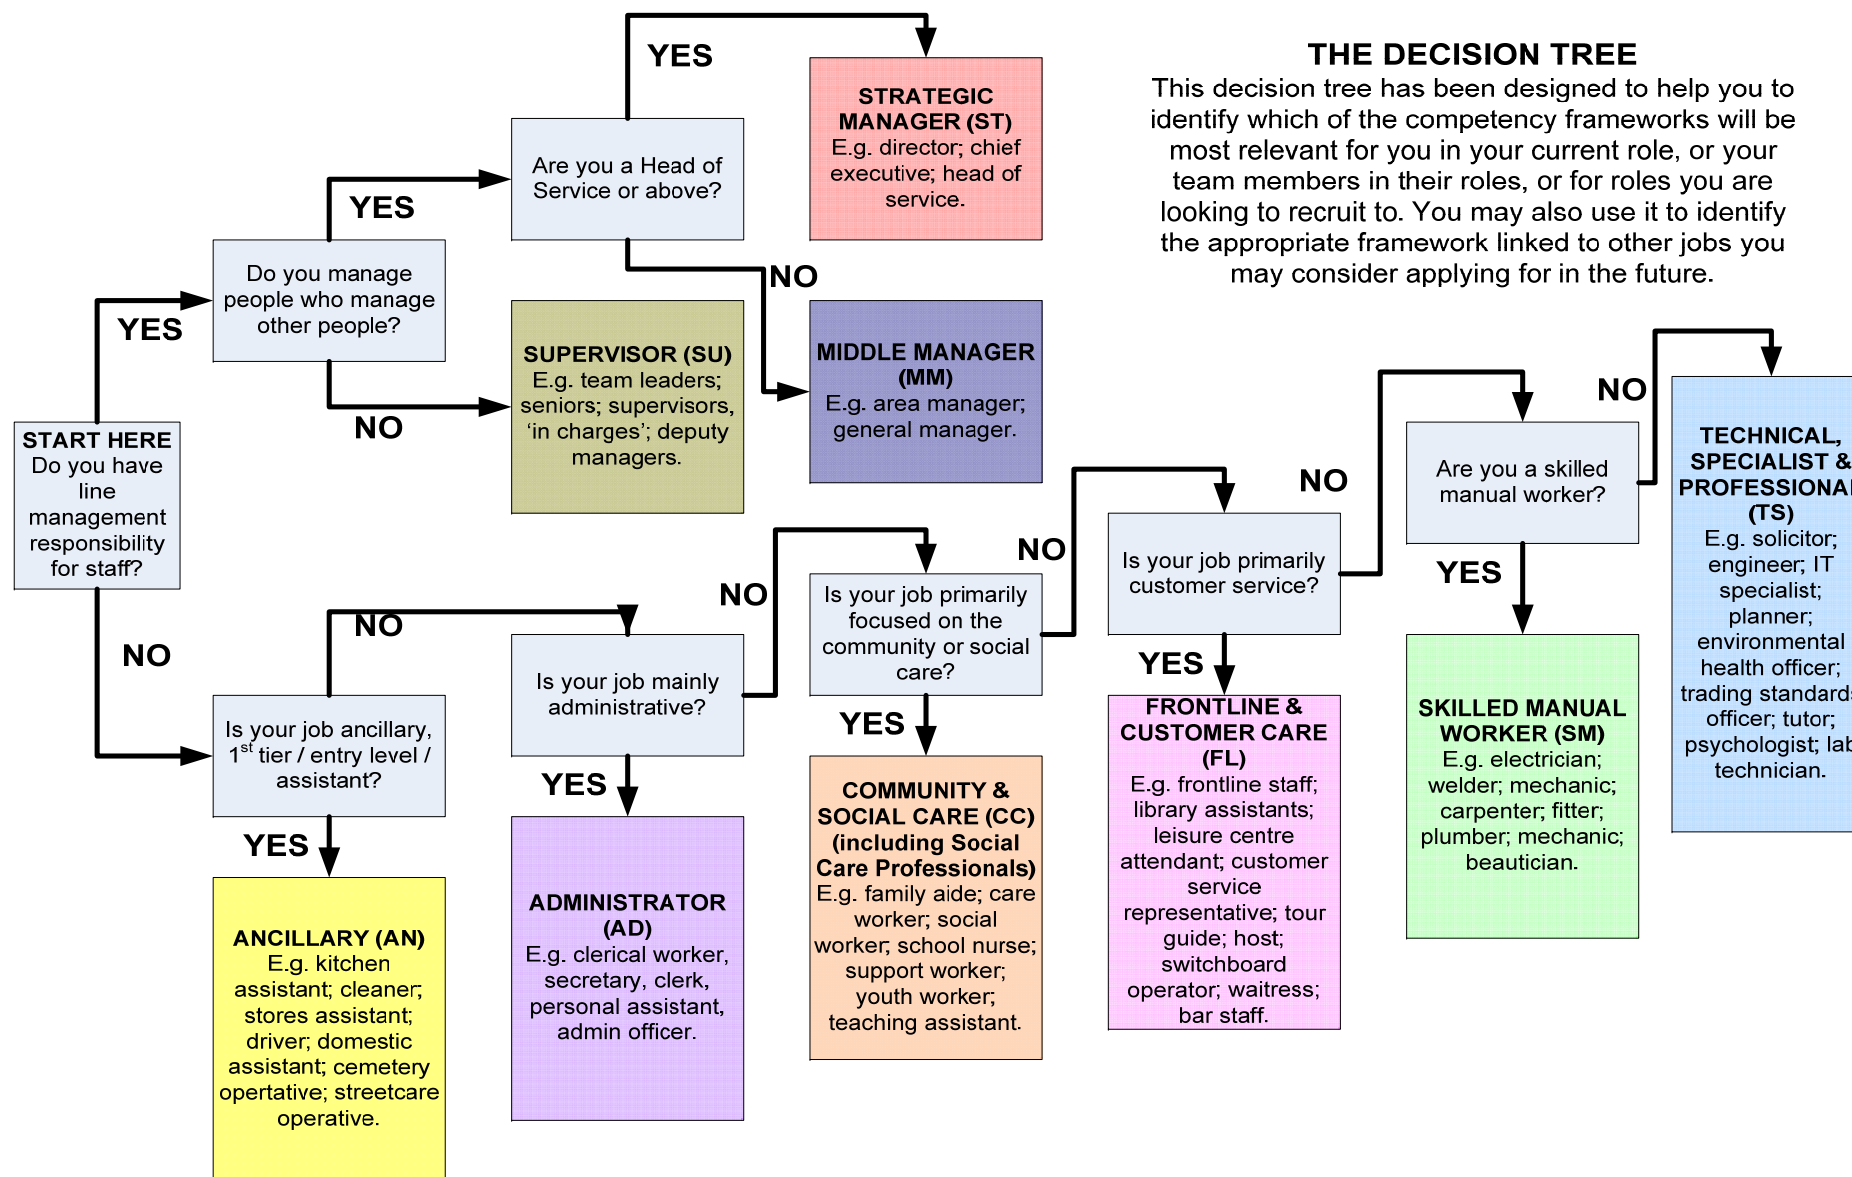 THE DECISION TREE
This decision tree has been designed to help you to
identify which of the competency frameworks will be
most relevant for you in your current role, or your
team members in their roles, or for roles you are
looking to recruit to. You may also use it to identify
the appropriate framework linked to other jobs you
may consider applying for in the future.
START HERE
Do you have
line
management
responsibility
for staff?
YES
NO
Do you manage
people who manage
other people?
YES
NO
Are you a Head of
Service or above?
YES
NO
STRATEGIC
MANAGER (ST)
E.g. director; chief
executive; head of
service.
SUPERVISOR (SU)
E.g. team leaders;
seniors; supervisors,
‘in charges’; deputy
managers.
MIDDLE MANAGER
(MM)
E.g. area manager;
general manager.
Is your job ancillary,
1st tier / entry level /
assistant?
NO
YES
ANCILLARY (AN)
E.g. kitchen
assistant; cleaner;
stores assistant;
driver; domestic
assistant; cemetery
opertative; streetcare
operative.
Is your job mainly
administrative?
NO
YES
ADMINISTRATOR
(AD)
E.g. clerical worker,
secretary, clerk,
personal assistant,
admin officer.
Is your job primarily
focused on the
community or social
care?
NO
YES
COMMUNITY &
SOCIAL CARE (CC)
(including Social
Care Professionals)
E.g. family aide; care
worker; social
worker; school nurse;
support worker;
youth worker;
teaching assistant.
Is your job primarily
customer service?
NO
YES
FRONTLINE &
CUSTOMER CARE
(FL)
E.g. frontline staff;
library assistants;
leisure centre
attendant; customer
service
representative; tour
guide; host;
switchboard
operator; waitress;
bar staff.
Are you a skilled
manual worker?
NO
YES
SKILLED MANUAL
WORKER (SM)
E.g. electrician;
welder; mechanic;
carpenter; fitter;
plumber; mechanic;
beautician.
TECHNICAL,
SPECIALIST &
PROFESSIONAL
(TS)
E.g. solicitor;
engineer; IT
specialist;
planner;
environmental
health officer;
trading standards
officer; tutor;
psychologist; lab
technician.